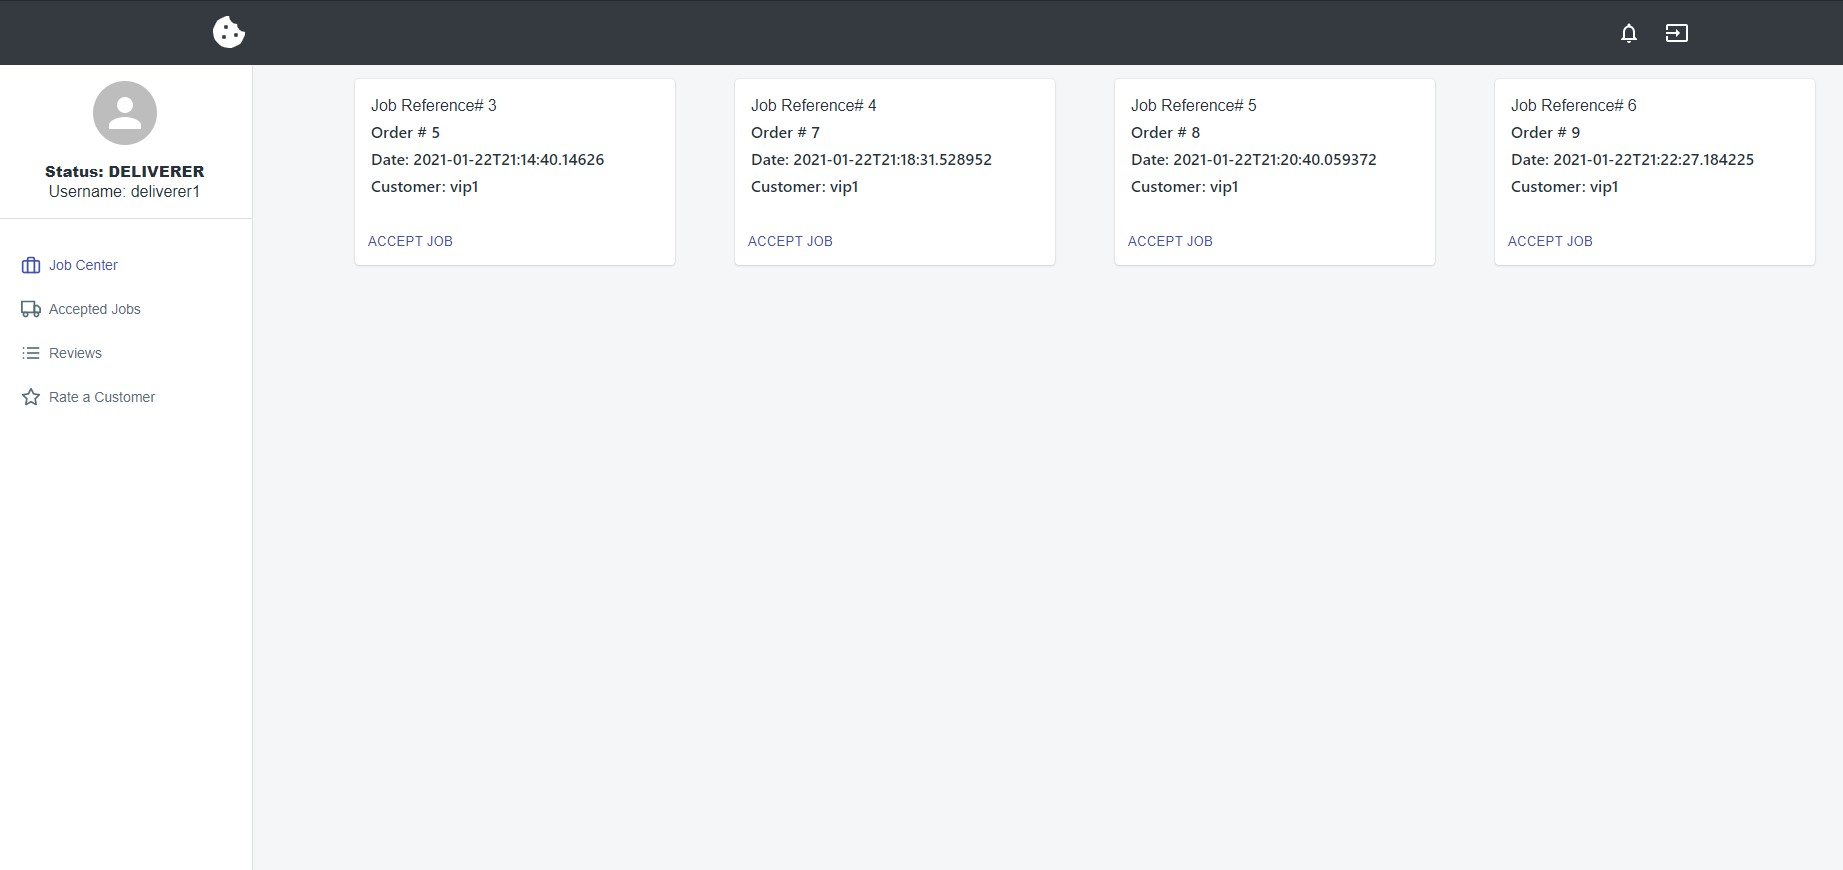 Status: DELIVERER
Username: deliverer1
Job Center
Accepted Jobs
Reviews
Rate a Customer
Job Reference# 3
Order # 5
Date: 2021-01-22T21:14:40.14626
Customer: vip1
ACCEPT JOB
Job Reference# 4
Order # 7
Date: 2021-01-22T21:18:31.528952
Customer: vip1
ACCEPT JOB
Job Reference# 5
Order # 8
Date: 2021-01-22T21:20:40.059372
Customer: vip1
ACCEPT JOB
Job Reference# 6
Order # 9
Date: 2021-01-22T21:22:27.184225
Customer: vip1
ACCEPT JOB